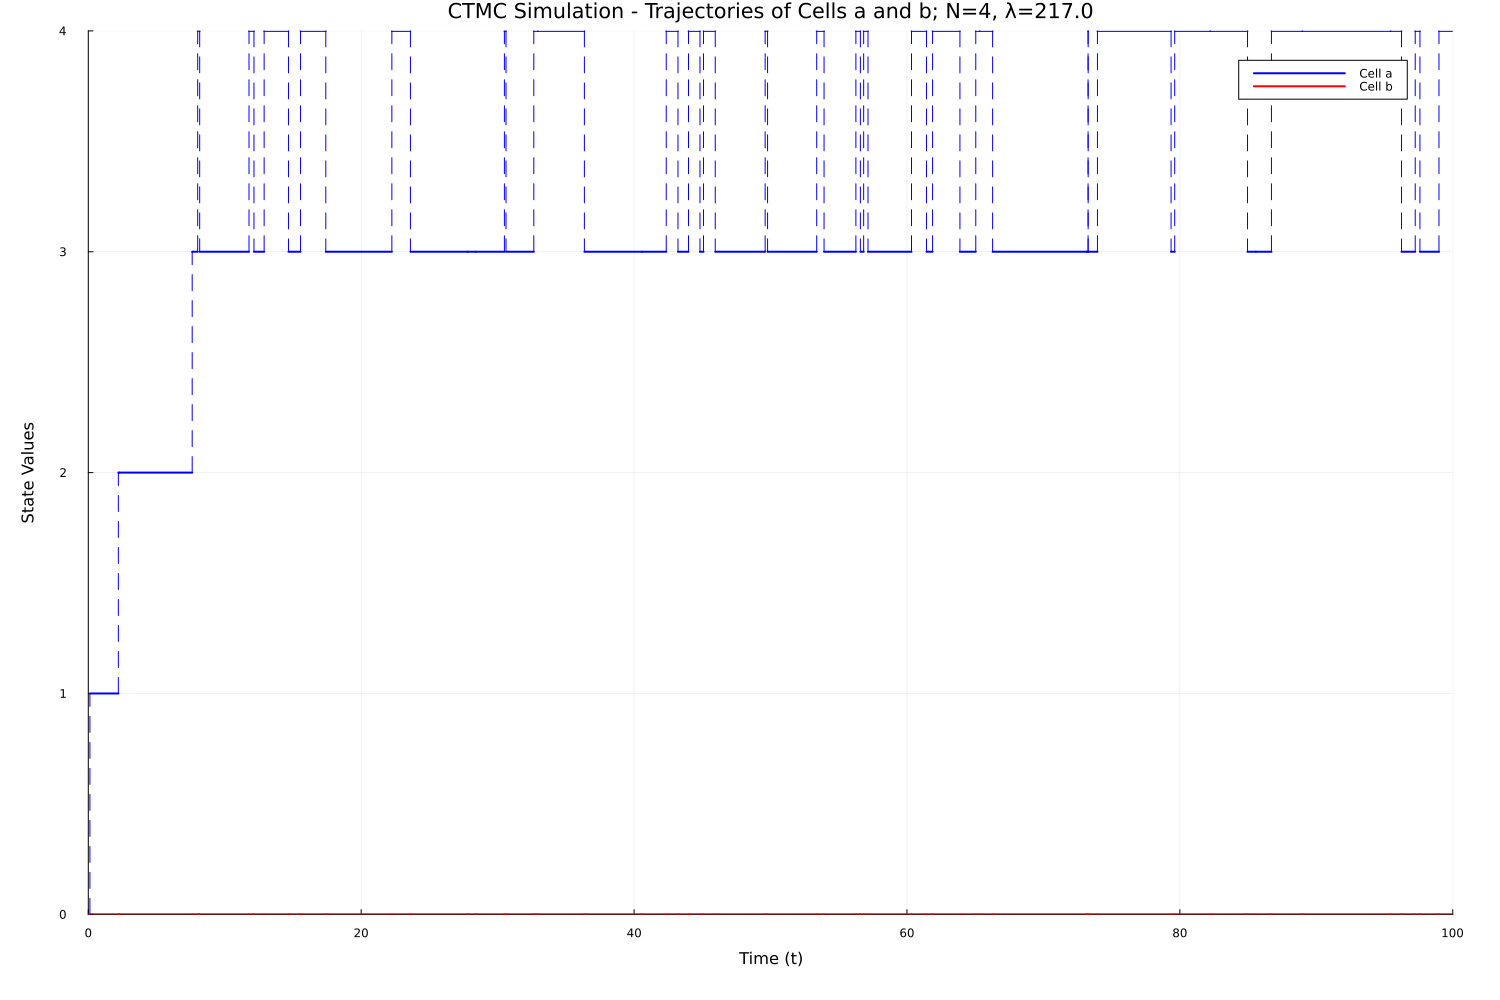 CTMC Simulation - Trajectories of Cells a and b; N=4, λ=217.0
4
Cell a
Cell b
3
State Values
2
1
0
0 20 40 60 80 100
Time (t)